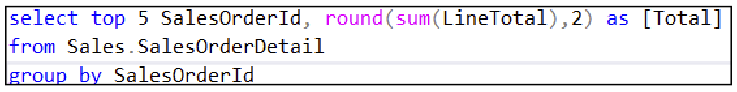 select top 5 SalesOrderId, round(sum(LineTotal),2) as [Total]
from Sales.SalesOrderDetail
group by SalesOrderId